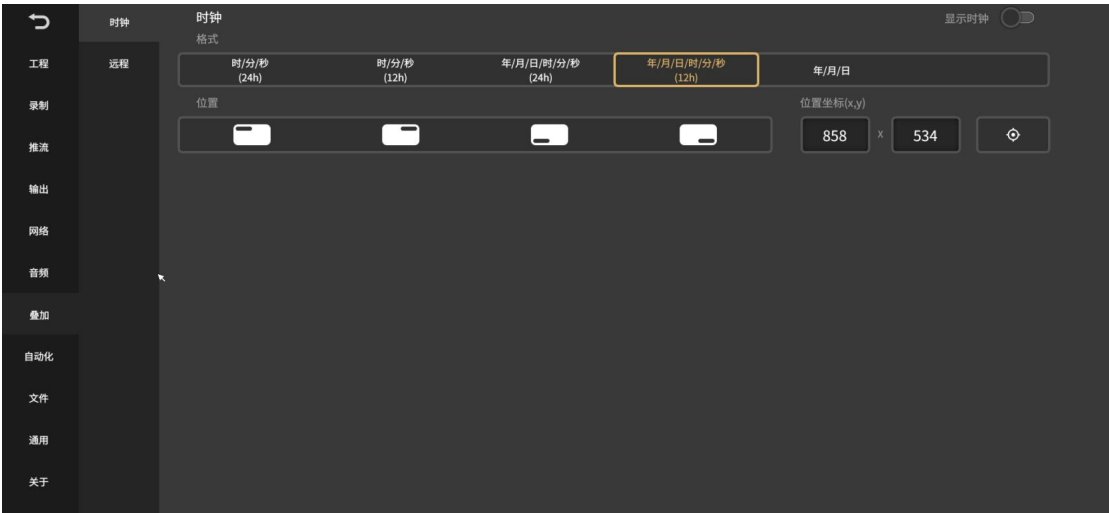 时钟
时钟
显示时钟
格式
工程
远程
时/分/秒
(24h)
时/分/秒
(12h)
年/月/日/时/分/秒
(24h)
年/月/日/时/分/秒
(12h)
年/月/日
录制
位置
位置坐标(x,y)
858
x
534
推流
输出
网络
音频
叠加
自动化
文件
通用
关于